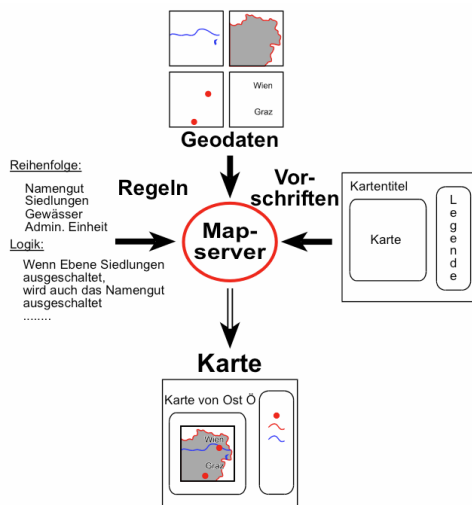 Wien
Graz
Geodaten
Reihenfolge:
Namengut
Siedlungen
Gewässer
Admin. Einheit
Logik:
Wenn Ebene Siedlungen
ausgeschaltet,
wird auch das Namengut
ausgeschaltet
........
Regeln
Vor-
schriften
Map-
server
Kartentitel
Karte
Legende
Karte
Karte von Ost Ö
Wien
Graz